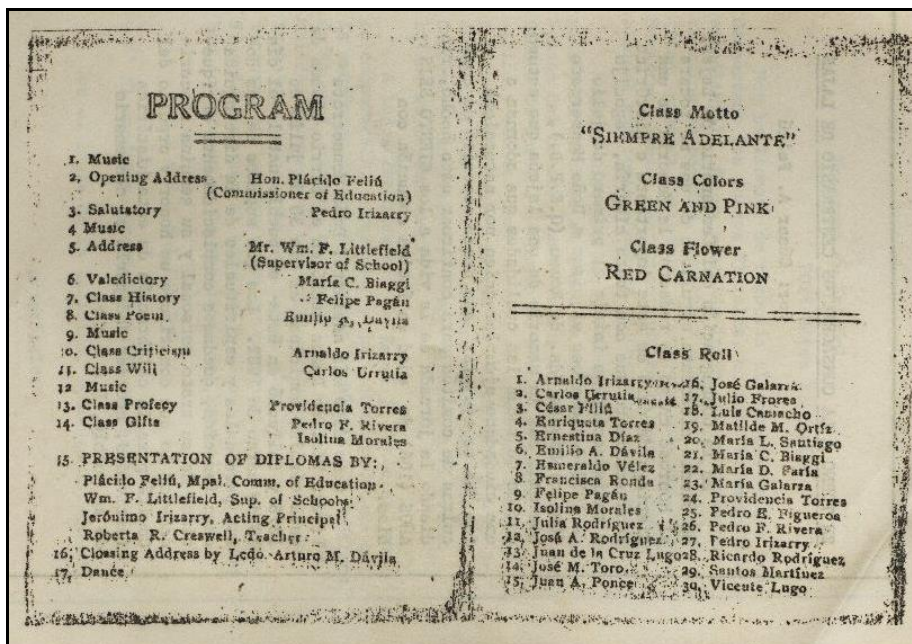 PROGRAM
1. Music
2. Opening Address Hon. Plácido Feliú
(Commissioner of Education)
3. Salutatory Pedro Irizarry
4 Music
5. Address Mr. Wm. F. Littlefield
(Supervisor of School)
6. Valedictory María C. Biaggi
7. Class History Felipe Pagán
8. Class Poem Emilio A. Dávila
9. Music
10. Class Criticism Arnaldo Irizarry
11. Class Will Carlos Urrutia
12 Music
13. Class Profecy Providencia Torres
14. Class Gifts Pedro F. Rivera
Isolina Morales
15. PRESENTATION OF DIPLOMAS BY:
Plácido Feliú, Mpal. Comm. of Education
Wm. F. Littlefield, Sup. of Schools
Jerónimo Irizarry, Acting Principal
Roberta R. Creswell, Teacher
16. Clossing Address by Lcdo. Arturo M. Dávila
17. Dance
Class Motto
"SIEMPRE ADELANTE"
Class Colors
GREEN AND PINK
Class Flower
RED CARNATION
Class Roll
1. Arnaldo Irizarry
2. Carlos Urrutia
3. César Filiú
4. Enriqueta Torres
5. Ernestina Díaz
6. Emilio A. Dávila
7. Esmeraldo Vélez
8 Francisca Ronda
9. Felipe Pagán
10. Isolina Morales
11. Julia Rodríguez
12. José A. Rodríguez
13. Juan de la Cruz Lugo
14. José M. Toro
15. Juan A. Ponce
16. José Galarza
17. Julio Frores
18. Luis Camacho
19. Matilde M. Ortíz
20. María L. Santiago
21. María C. Biaggi
22. María D. Faría
23. María Galarza
24. Providencia Torres
25. Pedro E. Figueroa
26. Pedro F. Rivera
27. Pedro Irizarry
28. Ricardo Rodríguez
29. Santos Martínez
30. Vicente Lugo